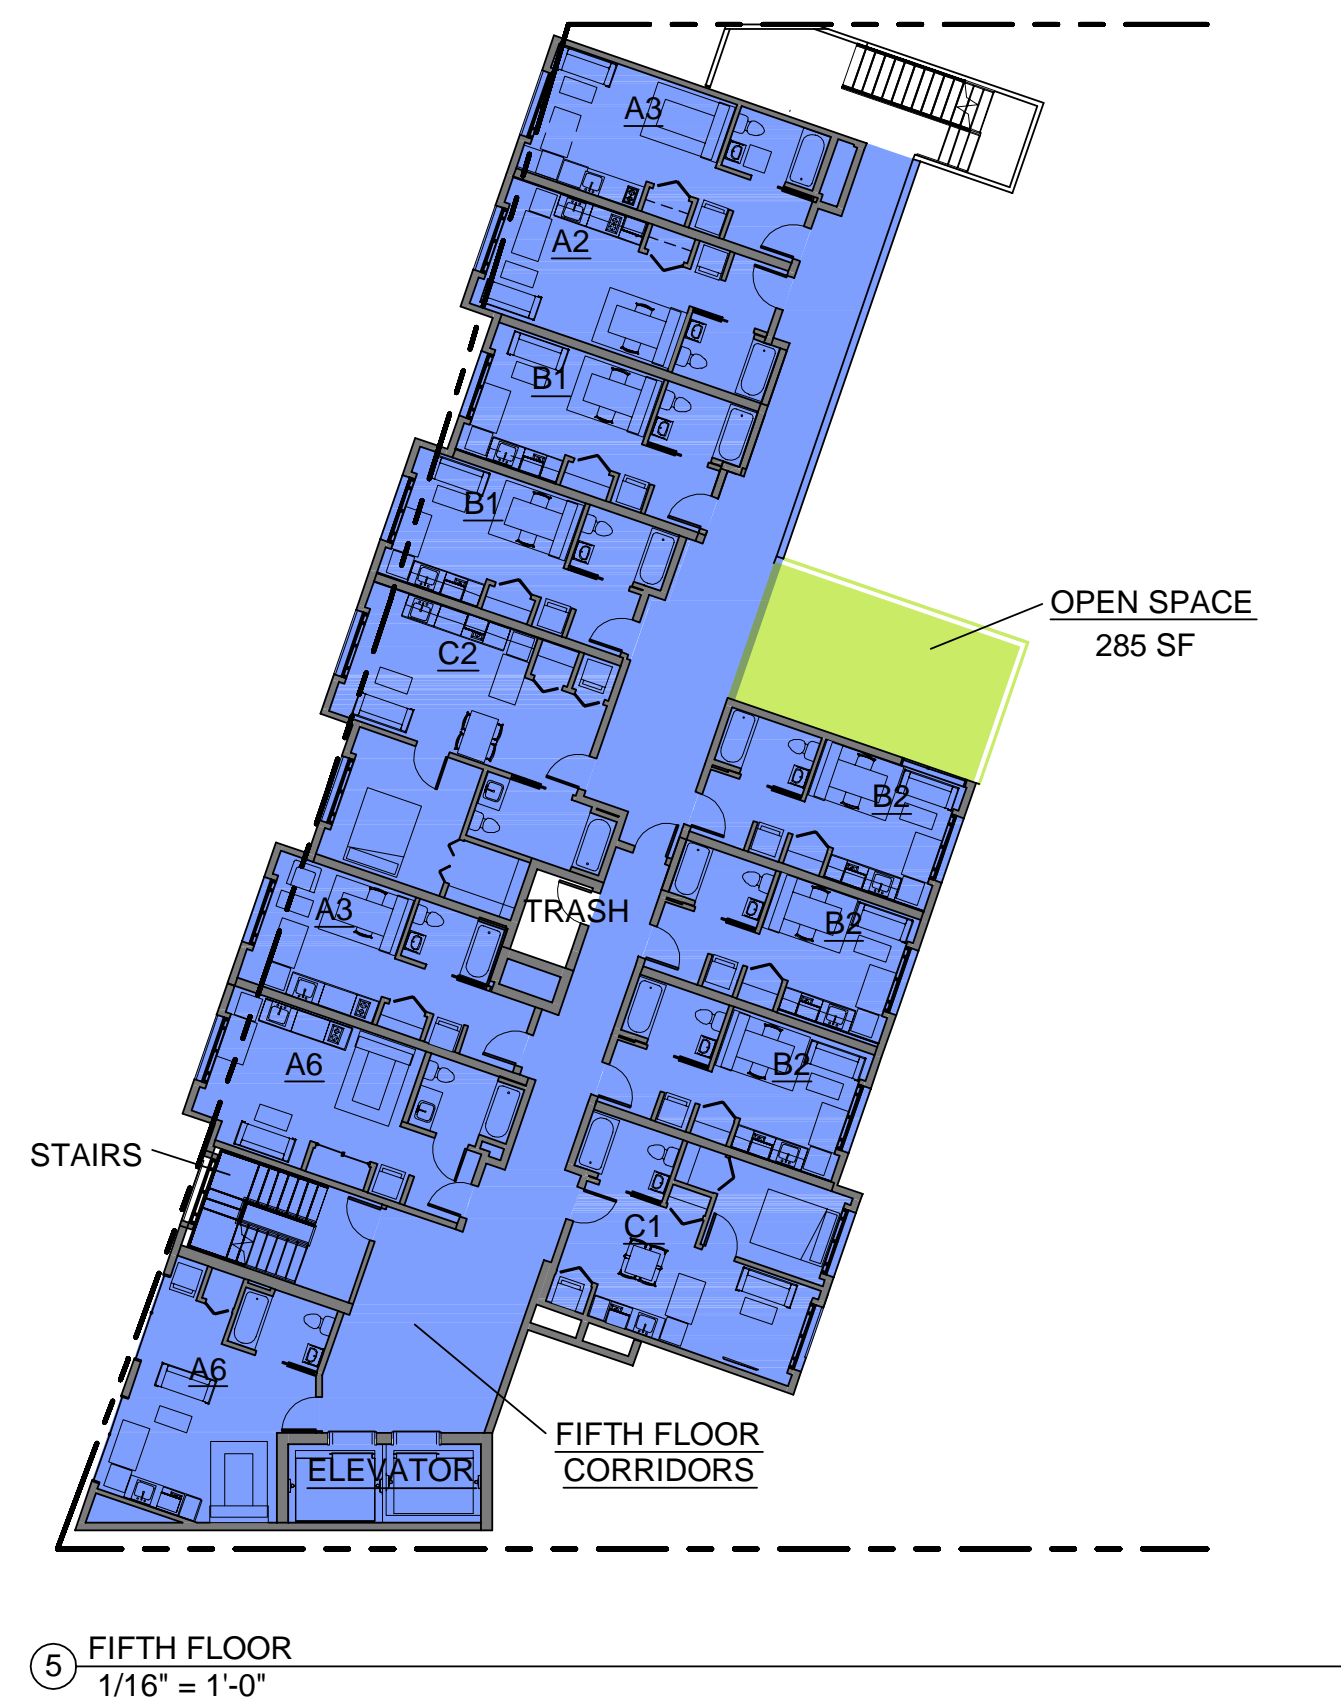 A3
A2
B1
B1
OPEN SPACE
285 SF
C2
B2
A3
TRASH
B2
A6
B2
STAIRS
C1
A6
FIFTH FLOOR
CORRIDORS
ELEVATOR
5
FIFTH FLOOR
1/16" = 1'-0"